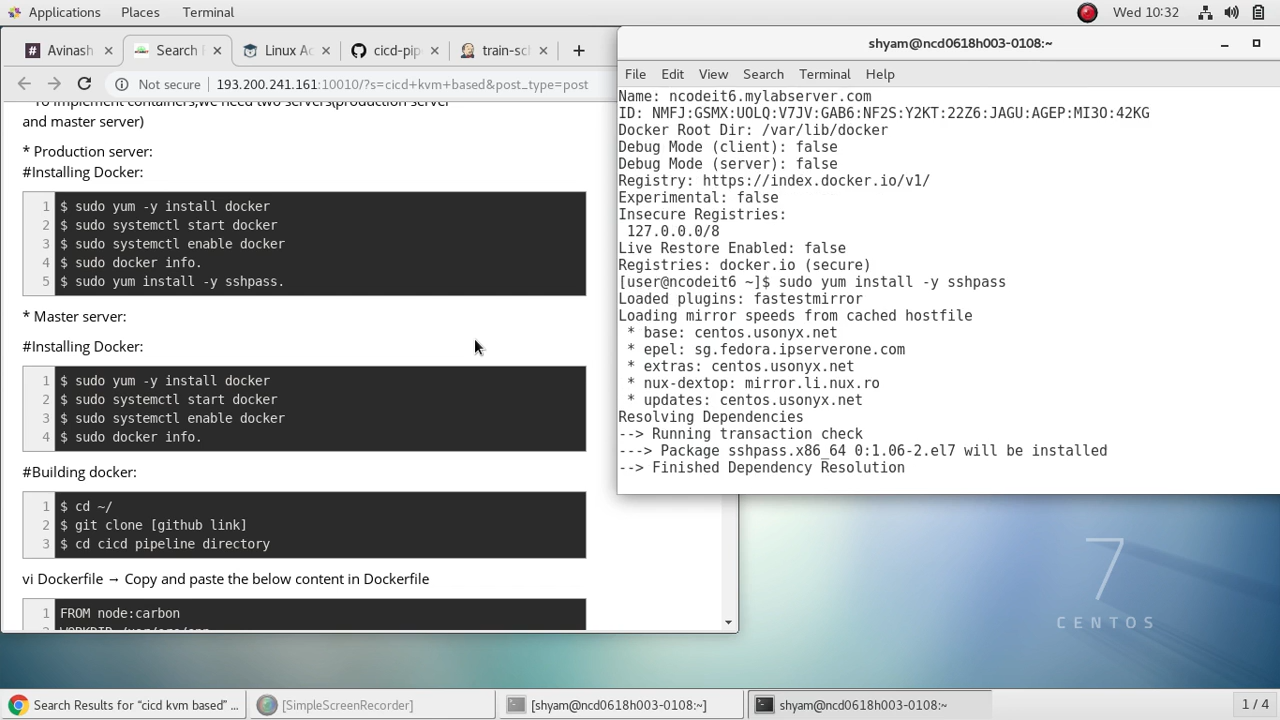 Applications Places Terminal Wed 10:32
Avinash × Search R × Linux Ac × cicd-pip × train-sch × +
Not secure 193.200.241.161:10010/?s=cicd+kvm+based&post_type=post
To implement containers,we need two servers(production server
and master server)
* Production server:
#Installing Docker:
1 $ sudo yum -y install docker
2 $ sudo systemctl start docker
3 $ sudo systemctl enable docker
4 $ sudo docker info.
5 $ sudo yum install -y sshpass.
* Master server:
#Installing Docker:
1 $ sudo yum -y install docker
2 $ sudo systemctl start docker
3 $ sudo systemctl enable docker
4 $ sudo docker info.
#Building docker:
1 $ cd ~/
2 $ git clone [github link]
3 $ cd cicd pipeline directory
vi Dockerfile → Copy and paste the below content in Dockerfile
1 FROM node:carbon
shyam@ncd0618h003-0108:~
File Edit View Search Terminal Help
Name: ncodeit6.mylabserver.com
ID: NMFJ:GSMX:UOLQ:V7JV:GAB6:NF2S:Y2KT:22Z6:JAGU:AGEP:MI3O:42KG
Docker Root Dir: /var/lib/docker
Debug Mode (client): false
Debug Mode (server): false
Registry: https://index.docker.io/v1/
Experimental: false
Insecure Registries:
127.0.0.0/8
Live Restore Enabled: false
Registries: docker.io (secure)
[user@ncodeit6 ~]$ sudo yum install -y sshpass
Loaded plugins: fastestmirror
Loading mirror speeds from cached hostfile
* base: centos.usonyx.net
* epel: sg.fedora.ipserverone.com
* extras: centos.usonyx.net
* nux-dextop: mirror.li.nux.ro
* updates: centos.usonyx.net
Resolving Dependencies
--> Running transaction check
---> Package sshpass.x86_64 0:1.06-2.el7 will be installed
--> Finished Dependency Resolution
7
CENTOS
Search Results for “cicd kvm based” ... [SimpleScreenRecorder] [shyam@ncd0618h003-0108:~] shyam@ncd0618h003-0108:~ 1 / 4